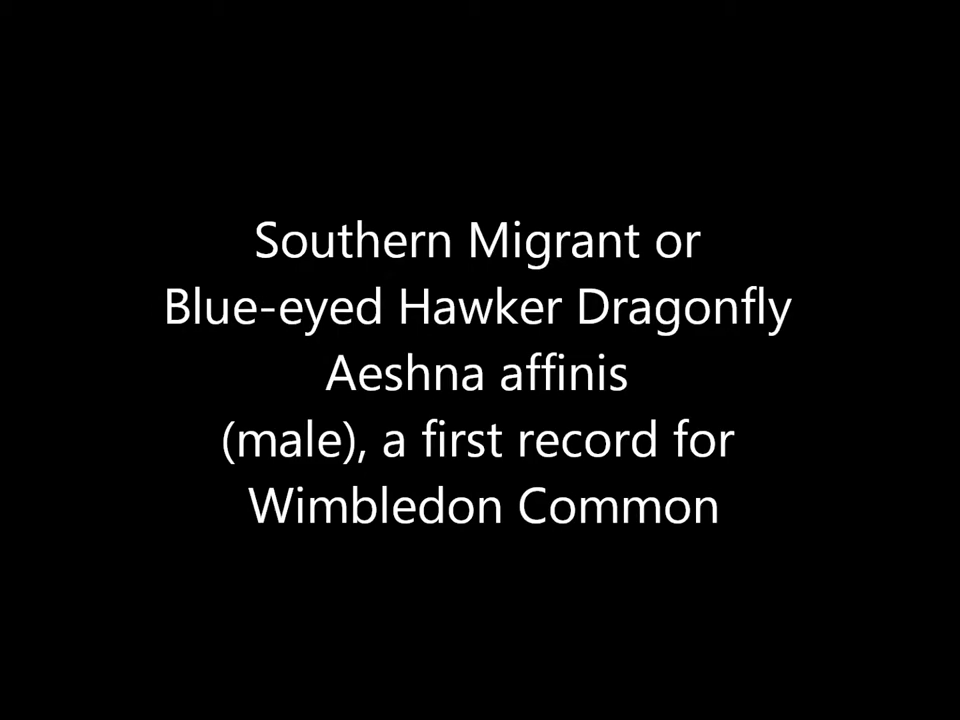 Southern Migrant or
Blue-eyed Hawker Dragonfly
Aeshna affinis
(male), a first record for
Wimbledon Common